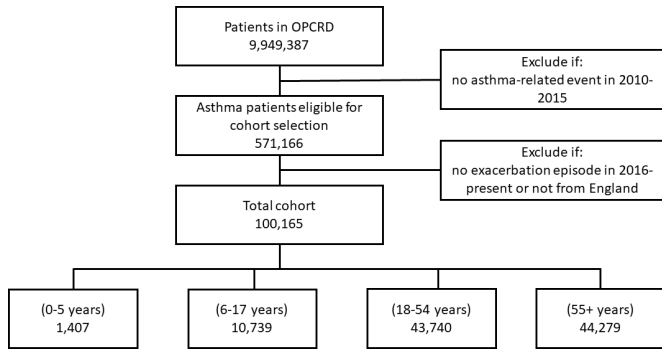 Patients in OPCRD
9,949,387
Exclude if:
no asthma-related event in 2010-
2015
Asthma patients eligible for
cohort selection
571,166
Exclude if:
no exacerbation episode in 2016-
present or not from England
Total cohort
100,165
(0-5 years)
1,407
(6-17 years)
10,739
(18-54 years)
43,740
(55+ years)
44,279